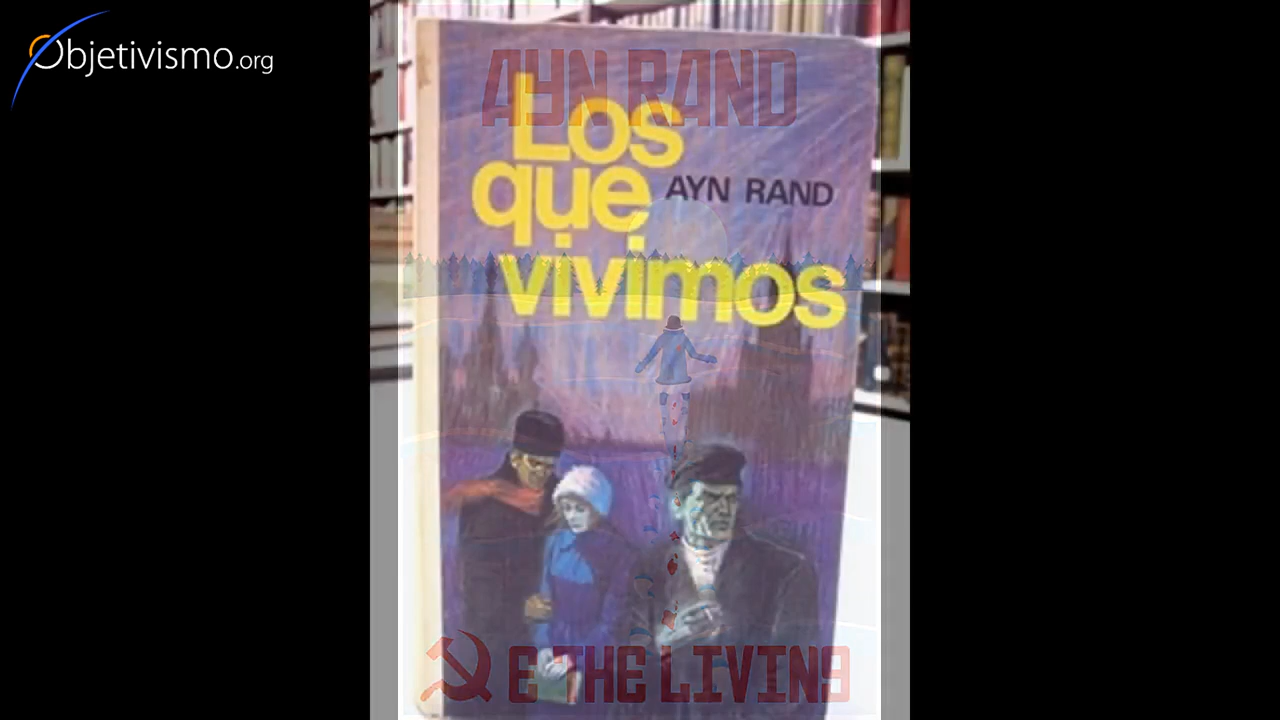 Objetivismo.org
AYN RAND
Los
que
AYN RAND
vivimos
E THE LIVING